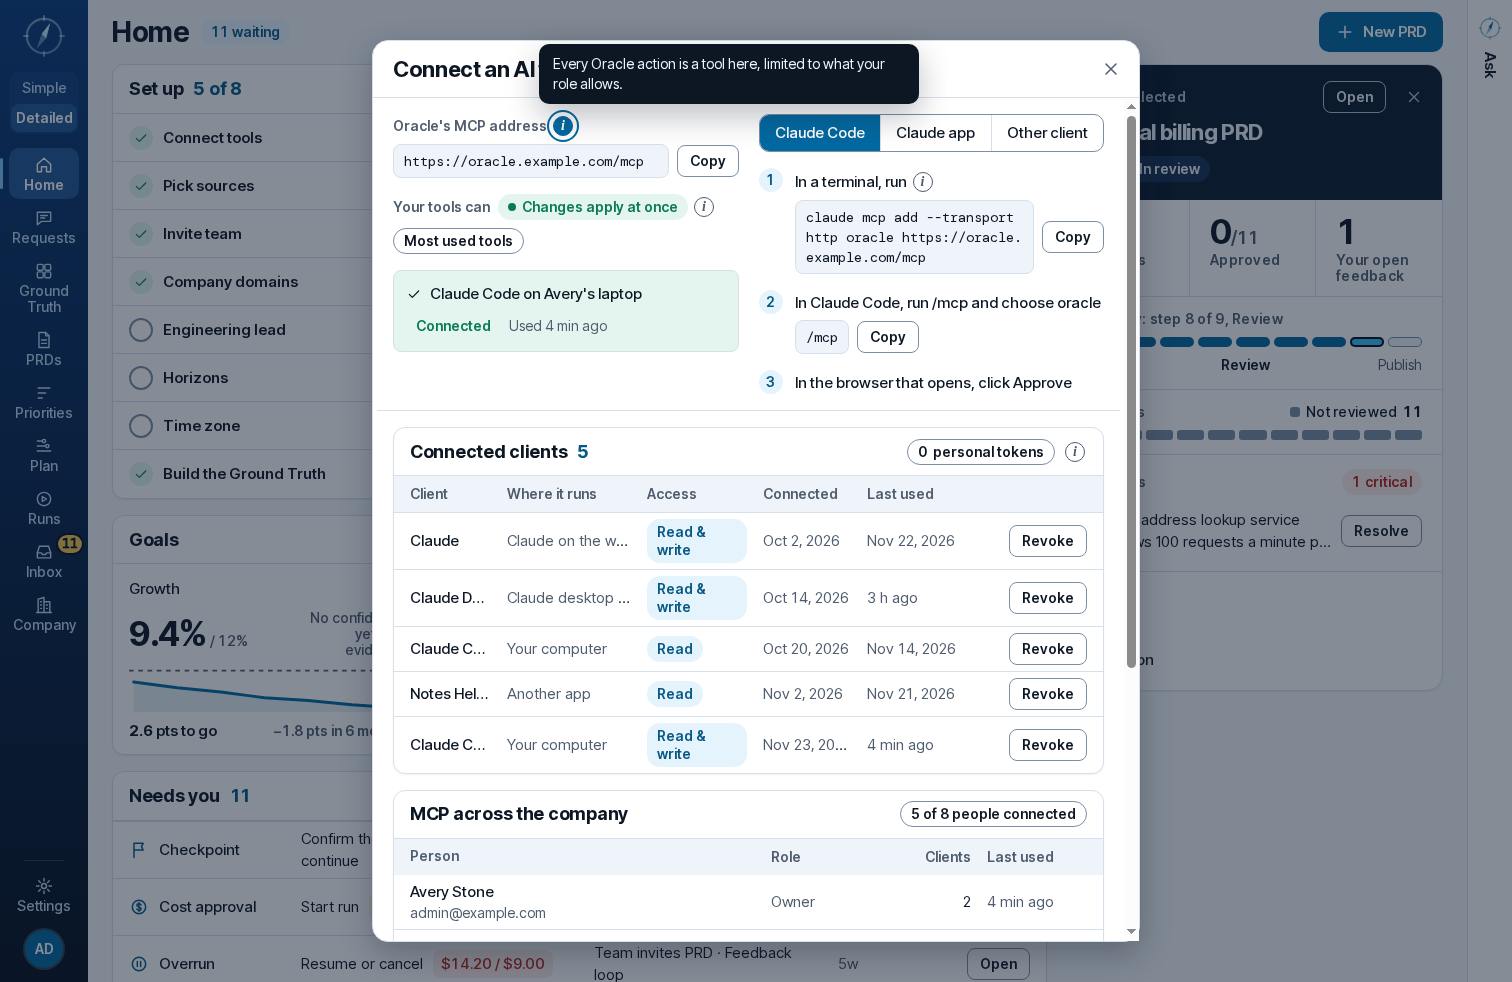 Simple
Detailed
Home
Requests
Ground
Truth
PRDs
Priorities
Plan
Runs
11
Inbox
Company
Settings
AD
Home
11 waiting
New PRD
Ask
Set up 5 of 8
Connect tools
Pick sources
Invite team
Company domains
Engineering lead
Horizons
Time zone
Build the Ground Truth
Goals
Growth
9.4% / 12%
No confid
evid
2.6 pts to go
−1.8 pts in 6 mo
Needs you 11
Checkpoint
Confirm th
continue
Cost approval
Start run
Overrun
Resume or cancel
$14.20 / $9.00
Team invites PRD · Feedback
loop
5w
Open
Connect an AI
Every Oracle action is a tool here, limited to what your
role allows.
Oracle's MCP address
i
https://oracle.example.com/mcp
Copy
Your tools can
Changes apply at once
i
Most used tools
Claude Code on Avery's laptop
Connected
Used 4 min ago
Claude Code
Claude app
Other client
1
In a terminal, run
i
claude mcp add --transport
http oracle https://oracle.
example.com/mcp
Copy
2
In Claude Code, run /mcp and choose oracle
/mcp
Copy
3
In the browser that opens, click Approve
Connected clients 5
0 personal tokens
i
Client Where it runs Access Connected Last used
Claude Claude on the w... Read & write Oct 2, 2026 Nov 22, 2026 Revoke
Claude D... Claude desktop ... Read & write Oct 14, 2026 3 h ago Revoke
Claude C... Your computer Read Oct 20, 2026 Nov 14, 2026 Revoke
Notes Hel... Another app Read Nov 2, 2026 Nov 21, 2026 Revoke
Claude C... Your computer Read & write Nov 23, 20... 4 min ago Revoke
MCP across the company
5 of 8 people connected
Person Role Clients Last used
Avery Stone
admin@example.com
Owner 2 4 min ago
lected
Open
al billing PRD
In review
0/11
Approved
1
Your open
feedback
: step 8 of 9, Review
Review
Publish
Not reviewed 11
1 critical
address lookup service
s 100 requests a minute p...
Resolve
on